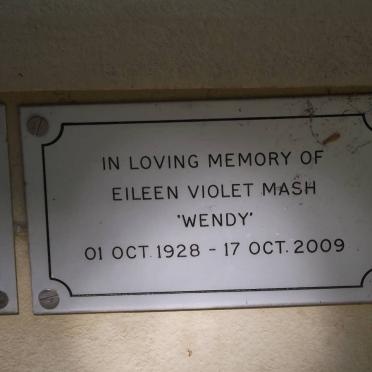 IN LOVING MEMORY OF
EILEEN VIOLET MASH
'WENDY'
01 OCT. 1928 - 17 OCT. 2009